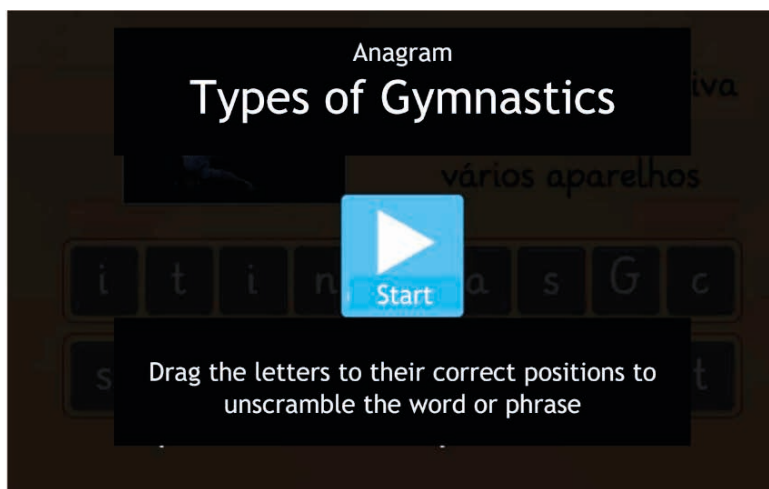 Anagram
Types of Gymnastics
iva
vários aparelhos
i t i n a s G c
Start
s t
Drag the letters to their correct positions to
unscramble the word or phrase